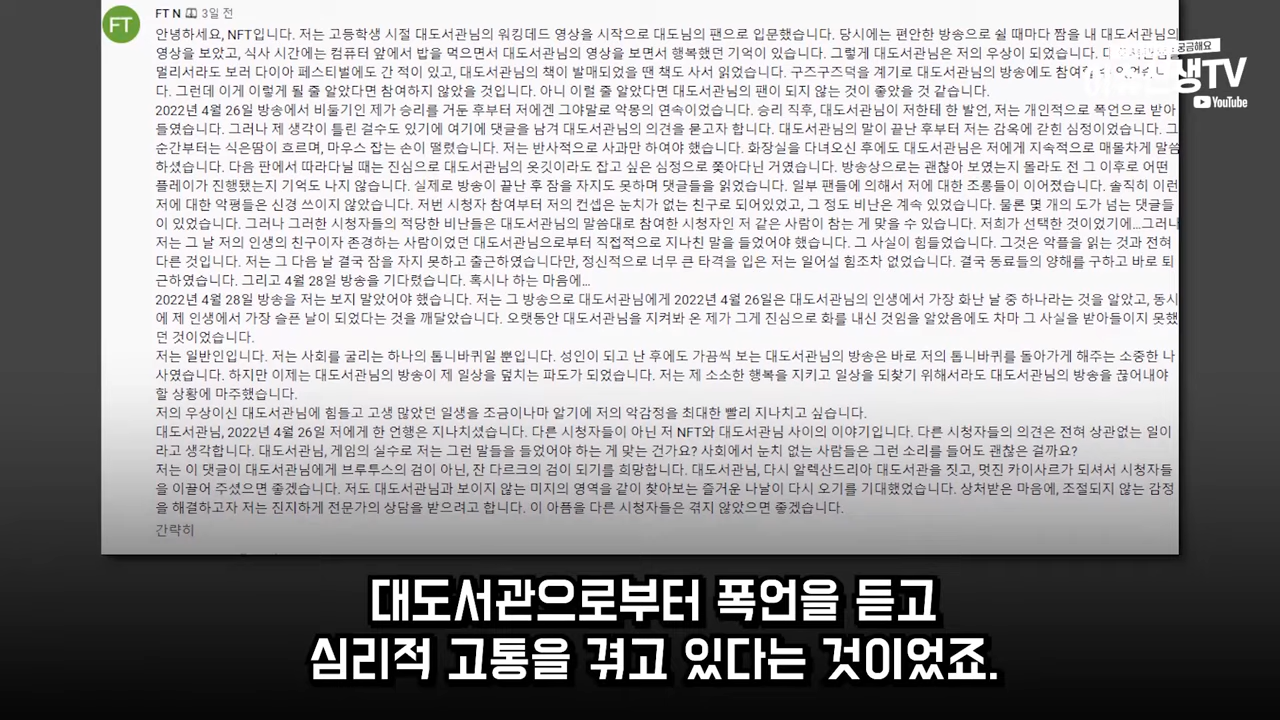 FT N 3일 전
FT
안녕하세요, NFT입니다. 저는 고등학생 시절 대도서관님의 워킹데드 영상을 시작으로 대도님의 팬으로 입문했습니다. 당시에는 편안한 방송으로 쉴 때마다 짬을 내 대도서관님의
영상을 보았고, 식사 시간에는 컴퓨터 앞에서 밥을 먹으면서 대도서관님의 영상을 보면서 행복했던 기억이 있습니다. 그렇게 대도서관님은 저의 우상이 되었습니다.
멀리서라도 보러 다이아 페스티벌에도 간 적이 있고, 대도서관님의 책이 발매되었을 땐 책도 사서 읽었습니다. 구즈구즈덕을 계기로 대도서관님의 방송에도
다. 그런데 이게 이렇게 될 줄 알았다면 참여하지 않았을 것입니다. 아니 이럴 줄 알았다면 대도서관님의 팬이 되지 않는 것이 좋았을 것 같습니다.
궁금해요
TV
YouTube
2022년 4월 26일 방송에서 비둘기인 제가 승리를 거둔 후부터 저에겐 그야말로 악몽의 연속이었습니다. 승리 직후, 대도서관님이 저한테 한 발언, 저는 개인적으로 폭언으로 받아
들였습니다. 그러나 제 생각이 틀린 걸수도 있기에 여기에 댓글을 남겨 대도서관님의 의견을 묻고자 합니다. 대도서관님의 말이 끝난 후부터 저는 감옥에 갇힌 심정이었습니다. 그
순간부터는 식은땀이 흐르며, 마우스 잡는 손이 떨렸습니다. 저는 반사적으로 사과만 하여야 했습니다. 화장실을 다녀오신 후에도 대도서관님은 저에게 지속적으로 매몰차게 말씀
하셨습니다. 다음 판에서 따라다닐 때는 진심으로 대도서관님의 옷깃이라도 잡고 싶은 심정으로 쫒아다닌 거였습니다. 방송상으로는 괜찮아 보였는지 몰라도 전 그 이후로 어떤
플레이가 진행됐는지 기억도 나지 않습니다. 실제로 방송이 끝난 후 잠을 자지도 못하며 댓글들을 읽었습니다. 일부 팬들에 의해서 저에 대한 조롱들이 이어졌습니다. 솔직히 이런
저에 대한 악평들은 신경 쓰이지 않았습니다. 저번 시청자 참여부터 저의 컨셉은 눈치가 없는 친구로 되어있었고, 그 정도 비난은 계속 있었습니다. 물론 몇 개의 도가 넘는 댓글들
이 있었습니다. 그러나 그러한 시청자들의 적당한 비난들은 대도서관님의 말씀대로 참여한 시청자인 저 같은 사람이 참는 게 맞을 수 있습니다. 저희가 선택한 것이었기에...그러나
저는 그 날 저의 인생의 친구이자 존경하는 사람이었던 대도서관님으로부터 직접적으로 지나친 말을 들었어야 했습니다. 그 사실이 힘들었습니다. 그것은 악플을 읽는 것과 전혀
다른 것입니다. 저는 그 다음 날 결국 잠을 자지 못하고 출근하였습니다만, 정신적으로 너무 큰 타격을 입은 저는 일어설 힘조차 없었습니다. 결국 동료들의 양해를 구하고 바로 퇴
근하였습니다. 그리고 4월 28일 방송을 기다렸습니다. 혹시나 하는 마음에...
2022년 4월 28일 방송을 저는 보지 말았어야 했습니다. 저는 그 방송으로 대도서관님에게 2022년 4월 26일은 대도서관님의 인생에서 가장 화난 날 중 하나라는 것을 알았고, 동시
에 제 인생에서 가장 슬픈 날이 되었다는 것을 깨달았습니다. 오랫동안 대도서관님을 지켜봐 온 제가 그게 진심으로 화를 내신 것임을 알았음에도 차마 그 사실을 받아들이지 못했
던 것이었습니다.
저는 일반인입니다. 저는 사회를 굴리는 하나의 톱니바퀴일 뿐입니다. 성인이 되고 난 후에도 가끔씩 보는 대도서관님의 방송은 바로 저의 톱니바퀴를 돌아가게 해주는 소중한 나
사였습니다. 하지만 이제는 대도서관님의 방송이 제 일상을 덮치는 파도가 되었습니다. 저는 제 소소한 행복을 지키고 일상을 되찾기 위해서라도 대도서관님의 방송을 끊어내야
할 상황에 마주했습니다.
저의 우상이신 대도서관님에 힘들고 고생 많았던 일생을 조금이나마 알기에 저의 악감정을 최대한 빨리 지나치고 싶습니다.
대도서관님, 2022년 4월 26일 저에게 한 언행은 지나치셨습니다. 다른 시청자들이 아닌 저 NFT와 대도서관님 사이의 이야기입니다. 다른 시청자들의 의견은 전혀 상관없는 일이
라고 생각합니다. 대도서관님, 게임의 실수로 저는 그런 말들을 들었어야 하는 게 맞는 건가요? 사회에서 눈치 없는 사람들은 그런 소리를 들어도 괜찮은 걸까요?
저는 이 댓글이 대도서관님에게 브루투스의 검이 아닌, 잔 다르크의 검이 되기를 희망합니다. 대도서관님, 다시 알렉산드리아 대도서관을 짓고, 멋진 카이사르가 되셔서 시청자들
을 이끌어 주셨으면 좋겠습니다. 저도 대도서관님과 보이지 않는 미지의 영역을 같이 찾아보는 즐거운 나날이 다시 오기를 기대했었습니다. 상처받은 마음에, 조절되지 않는 감정
을 해결하고자 저는 진지하게 전문가의 상담을 받으려고 합니다. 이 아픔을 다른 시청자들은 겪지 않았으면 좋겠습니다.
간략히
대도서관으로부터 폭언을 듣고
심리적 고통을 겪고 있다는 것이었죠.